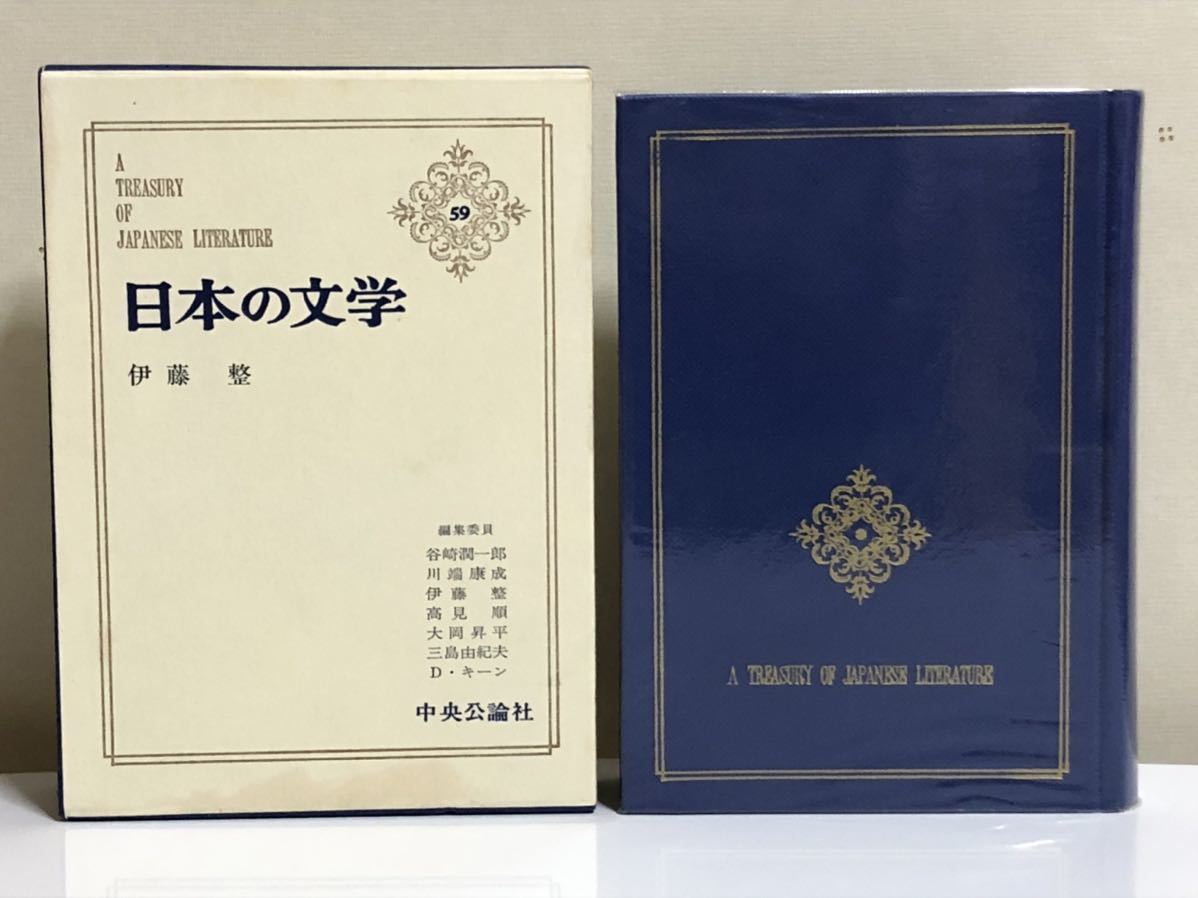 A
TREASURY
OF
JAPANESE LITERATURE
59
日本の文学
伊藤 整
編集委員
谷崎潤一郎
川端康成
伊藤 整
高見 順
大岡昇平
三島由紀夫
D・キーン
中央公論社
A TREASURY OF JAPANESE LITERATURE